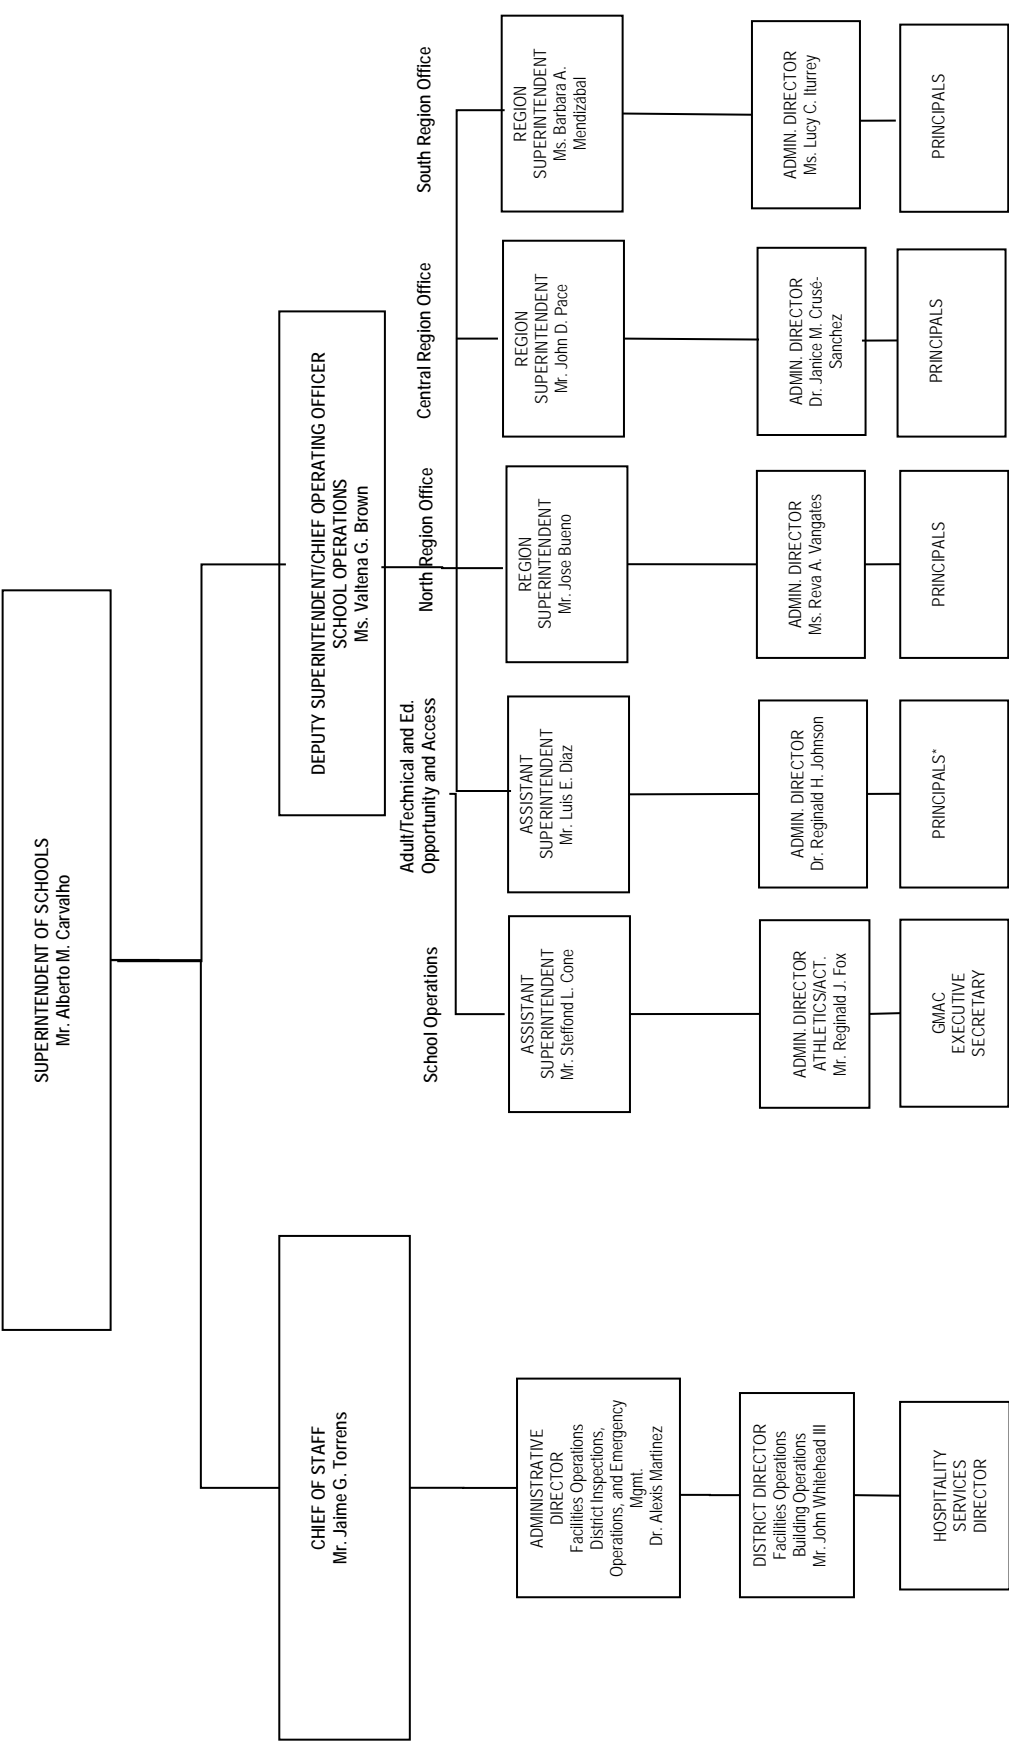 SUPERINTENDENT OF SCHOOLS
Mr. Alberto M. Carvalho
CHIEF OF STAFF
Mr. Jaime G. Torrens
DEPUTY SUPERINTENDENT/CHIEF OPERATING OFFICER
SCHOOL OPERATIONS
Ms. Valtena G. Brown
School Operations
Adult/Technical and Ed.
Opportunity and Access
North Region Office
Central Region Office
South Region Office
ADMINISTRATIVE
DIRECTOR
Facilities Operations
District Inspections,
Operations, and Emergency
Mgmt.
Dr. Alexis Martinez
ASSISTANT
SUPERINTENDENT
Mr. Steffond L. Cone
ASSISTANT
SUPERINTENDENT
Mr. Luis E. Diaz
REGION
SUPERINTENDENT
Mr. Jose Bueno
REGION
SUPERINTENDENT
Mr. John D. Pace
REGION
SUPERINTENDENT
Ms. Barbara A.
Mendizábal
DISTRICT DIRECTOR
Facilities Operations
Building Operations
Mr. John Whitehead III
ADMIN. DIRECTOR
ATHLETICS/ACT.
Mr. Reginald J. Fox
ADMIN. DIRECTOR
Dr. Reginald H. Johnson
ADMIN. DIRECTOR
Ms. Reva A. Vangates
ADMIN. DIRECTOR
Dr. Janice M. Crusé-
Sanchez
ADMIN. DIRECTOR
Ms. Lucy C. Iturrey
HOSPITALITY
SERVICES
DIRECTOR
GMAC
EXECUTIVE
SECRETARY
PRINCIPALS*
PRINCIPALS
PRINCIPALS
PRINCIPALS